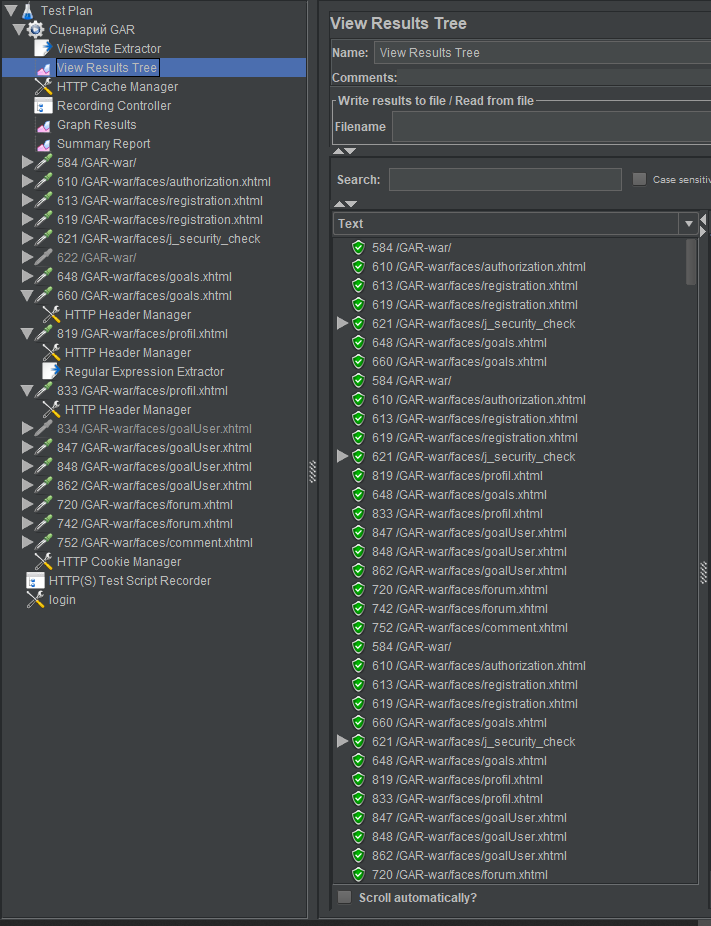 Test Plan
Сценарий GAR
ViewState Extractor
View Results Tree
HTTP Cache Manager
Recording Controller
Graph Results
Summary Report
584 /GAR-war/
610 /GAR-war/faces/authorization.xhtml
613 /GAR-war/faces/registration.xhtml
619 /GAR-war/faces/registration.xhtml
621 /GAR-war/faces/j_security_check
622 /GAR-war/
648 /GAR-war/faces/goals.xhtml
660 /GAR-war/faces/goals.xhtml
HTTP Header Manager
819 /GAR-war/faces/profil.xhtml
HTTP Header Manager
Regular Expression Extractor
833 /GAR-war/faces/profil.xhtml
HTTP Header Manager
834 /GAR-war/faces/goalUser.xhtml
847 /GAR-war/faces/goalUser.xhtml
848 /GAR-war/faces/goalUser.xhtml
862 /GAR-war/faces/goalUser.xhtml
720 /GAR-war/faces/forum.xhtml
742 /GAR-war/faces/forum.xhtml
752 /GAR-war/faces/comment.xhtml
HTTP Cookie Manager
HTTP(S) Test Script Recorder
login
View Results Tree
Name: View Results Tree
Comments:
Write results to file / Read from file
Filename
Search: Case sensitiv
Text
584 /GAR-war/
610 /GAR-war/faces/authorization.xhtml
613 /GAR-war/faces/registration.xhtml
619 /GAR-war/faces/registration.xhtml
621 /GAR-war/faces/j_security_check
648 /GAR-war/faces/goals.xhtml
660 /GAR-war/faces/goals.xhtml
584 /GAR-war/
610 /GAR-war/faces/authorization.xhtml
613 /GAR-war/faces/registration.xhtml
619 /GAR-war/faces/registration.xhtml
621 /GAR-war/faces/j_security_check
819 /GAR-war/faces/profil.xhtml
648 /GAR-war/faces/goals.xhtml
833 /GAR-war/faces/profil.xhtml
847 /GAR-war/faces/goalUser.xhtml
848 /GAR-war/faces/goalUser.xhtml
862 /GAR-war/faces/goalUser.xhtml
720 /GAR-war/faces/forum.xhtml
742 /GAR-war/faces/forum.xhtml
752 /GAR-war/faces/comment.xhtml
584 /GAR-war/
610 /GAR-war/faces/authorization.xhtml
613 /GAR-war/faces/registration.xhtml
619 /GAR-war/faces/registration.xhtml
660 /GAR-war/faces/goals.xhtml
621 /GAR-war/faces/j_security_check
648 /GAR-war/faces/goals.xhtml
819 /GAR-war/faces/profil.xhtml
833 /GAR-war/faces/profil.xhtml
847 /GAR-war/faces/goalUser.xhtml
848 /GAR-war/faces/goalUser.xhtml
862 /GAR-war/faces/goalUser.xhtml
720 /GAR-war/faces/forum.xhtml
Scroll automatically?